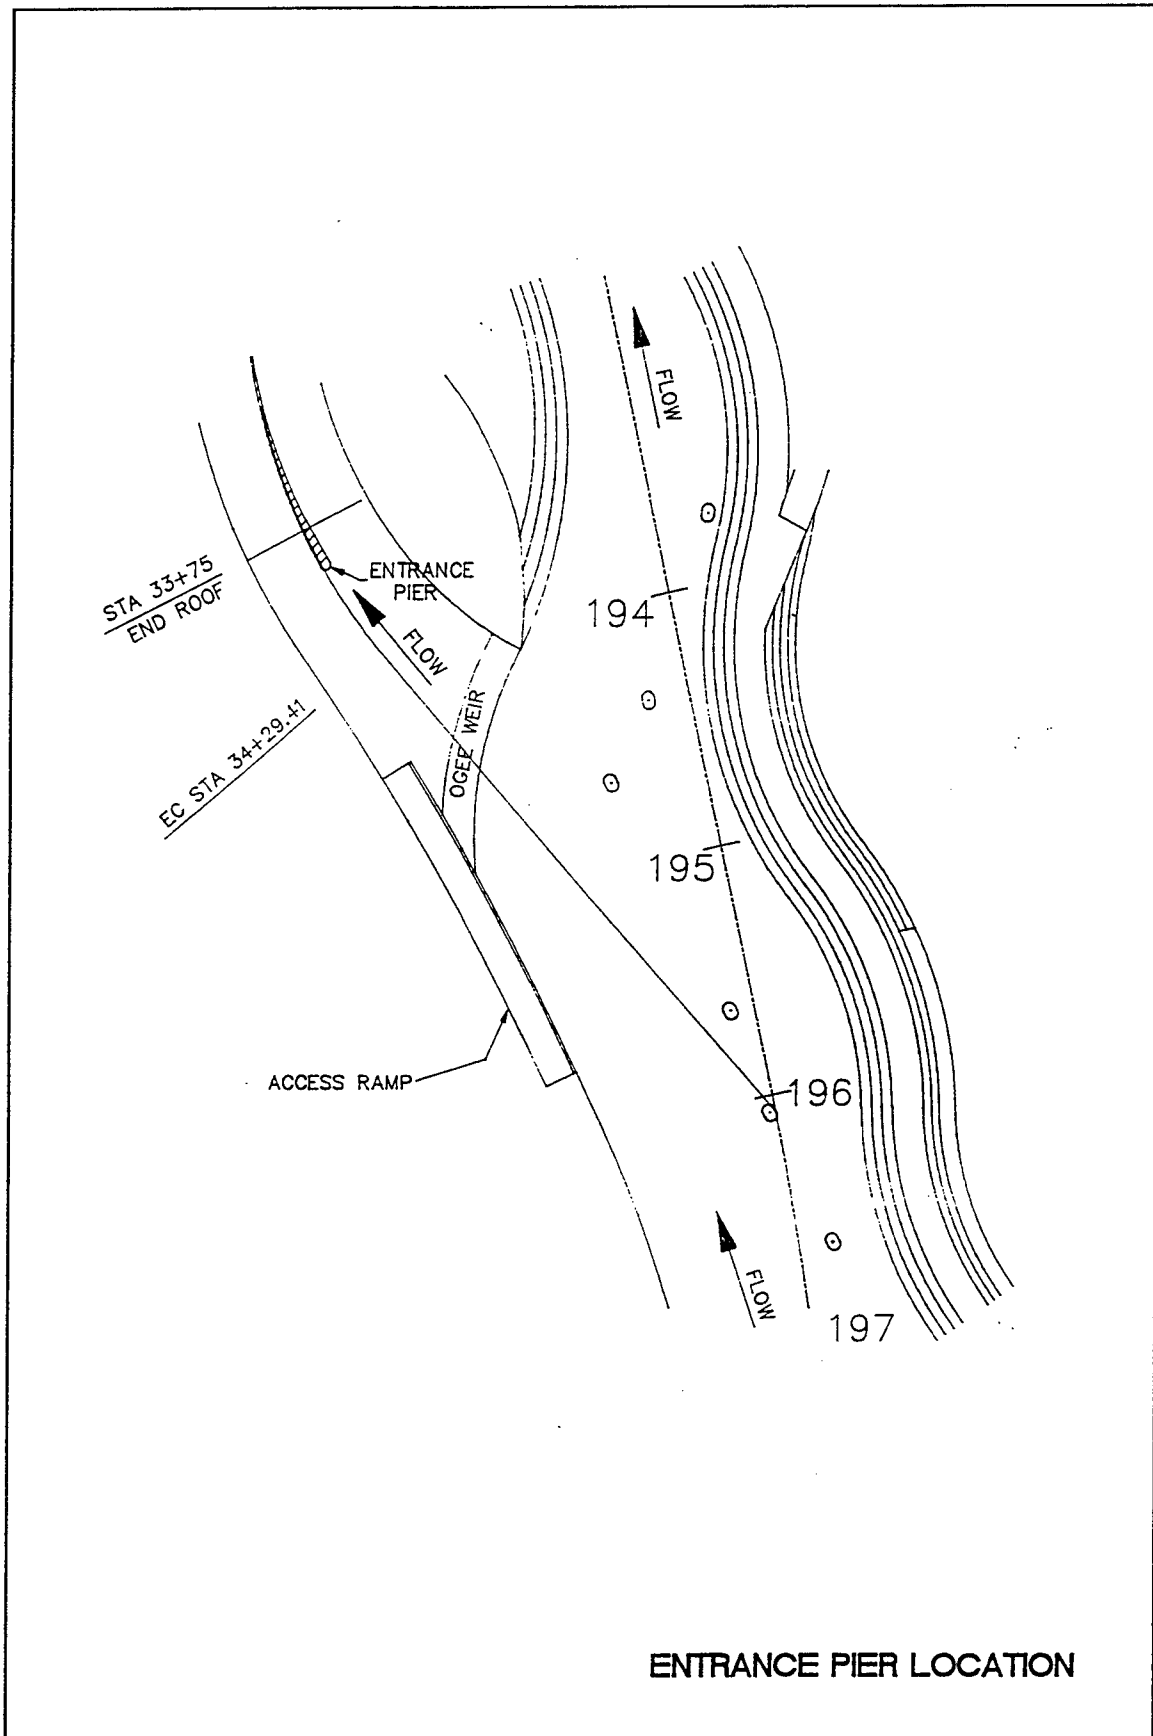 FLOW
STA 33+75
END ROOF
ENTRANCE
PIER
194
FLOW
EC STA 34+29.41
OGEE WEIR
195
ACCESS RAMP
196
FLOW
197
ENTRANCE PIER LOCATION